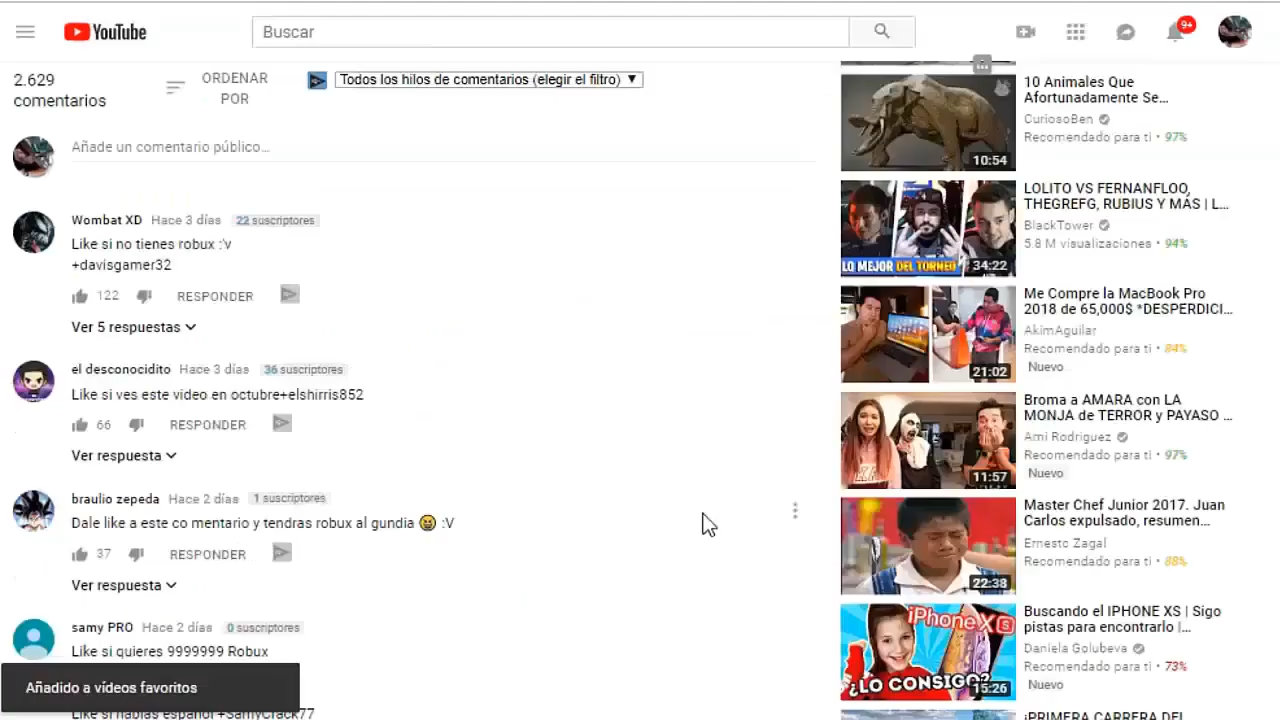 YouTube
Buscar
9+
2.629
comentarios
ORDENAR
POR
Todos los hilos de comentarios (elegir el filtro) ▼
Añade un comentario público...
Wombat XD Hace 3 días 22 suscriptores
Like si no tienes robux :'v
+davisgamer32
122 RESPONDER
Ver 5 respuestas
el desconocidito Hace 3 días 36 suscriptores
Like si ves este video en octubre+elshirris852
66 RESPONDER
Ver respuesta
braulio zepeda Hace 2 días 1 suscriptores
Dale like a este co mentario y tendras robux al gundia 😆 :V
37 RESPONDER
Ver respuesta
samy PRO Hace 2 días 0 suscriptores
Like si quieres 9999999 Robux
Like si hablas español +SamyCrack77
Añadido a vídeos favoritos
10:54
10 Animales Que
Afortunadamente Se...
CuriosoBen
Recomendado para ti • 97%
LO MEJOR DEL TORNEO
34:22
LOLITO VS FERNANFLOO,
THEGREFG, RUBIUS Y MÁS | L...
BlackTower
5.8 M visualizaciones • 94%
21:02
Me Compre la MacBook Pro
2018 de 65,000$ *DESPERDICI...
AkimAguilar
Recomendado para ti • 84%
Nuevo
11:57
Broma a AMARA con LA
MONJA de TERROR y PAYASO ...
Ami Rodriguez
Recomendado para ti • 97%
Nuevo
22:38
Master Chef Junior 2017. Juan
Carlos expulsado, resumen...
Ernesto Zagal
Recomendado para ti • 88%
iPhone XS
¿LO CONSIGO?
15:26
Buscando el IPHONE XS | Sigo
pistas para encontrarlo |...
Daniela Golubeva
Recomendado para ti • 73%
Nuevo
¡PRIMERA CARRERA DEL